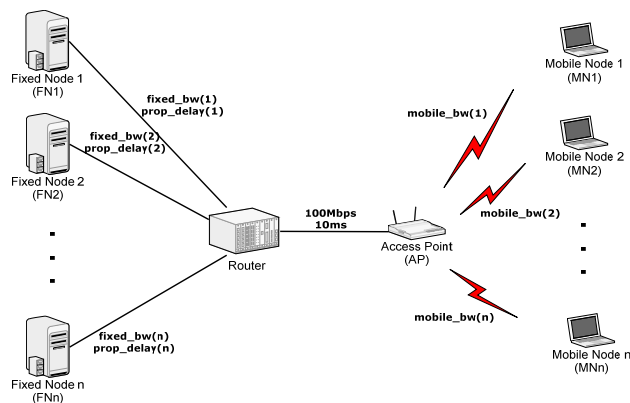 Fixed Node 1
(FN1)
fixed_bw(1)
prop_delay(1)
mobile_bw(1)
Mobile Node 1
(MN1)
Fixed Node 2
(FN2)
fixed_bw(2)
prop_delay(2)
Mobile Node 2
(MN2)
mobile_bw(2)
100Mbps
10ms
Router
Access Point
(AP)
fixed_bw(n)
prop_delay(n)
mobile_bw(n)
Fixed Node n
(FNn)
Mobile Node n
(MNn)